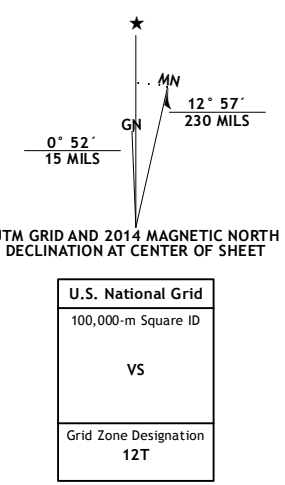 ★
MN
GN
12° 57´
230 MILS
0° 52´
15 MILS
UTM GRID AND 2014 MAGNETIC NORTH
DECLINATION AT CENTER OF SHEET
U.S. National Grid
100,000-m Square ID
VS
Grid Zone Designation
12T